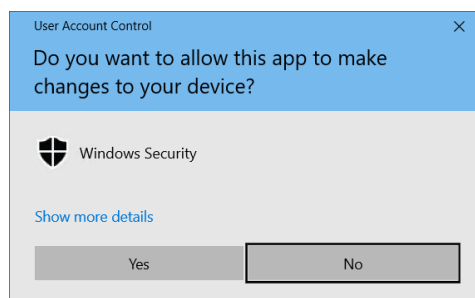 User Account Control
Do you want to allow this app to make
changes to your device?
Windows Security
Show more details
Yes
No